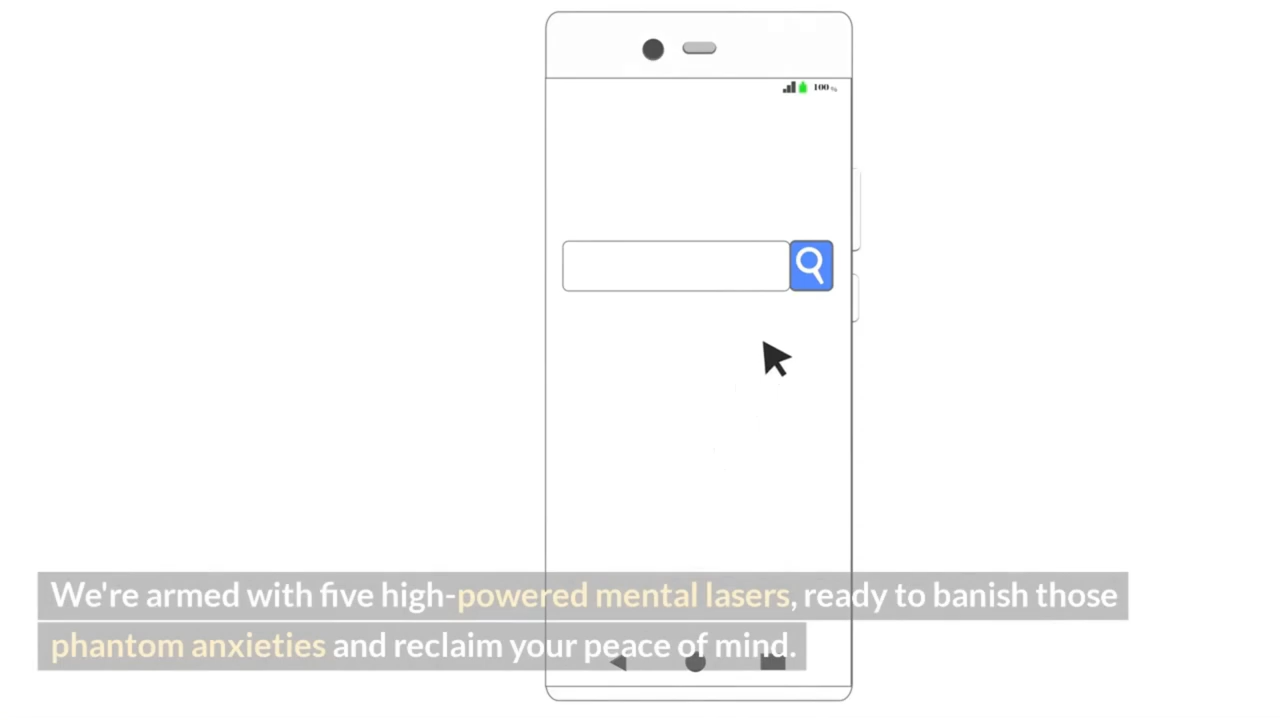 100 %
We're armed with five high-powered mental lasers, ready to banish those
phantom anxieties and reclaim your peace of mind.